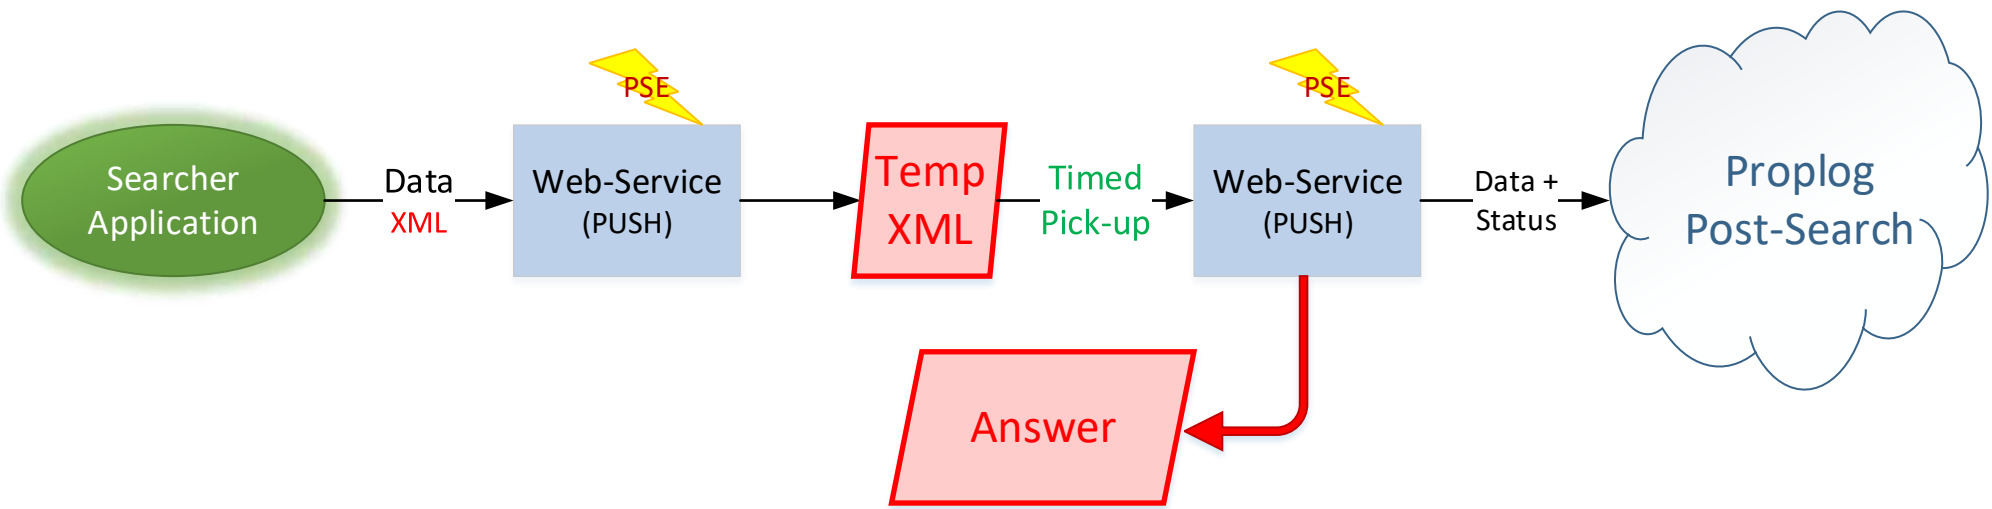 Searcher
Application
Data
XML
PSE
Web-Service
(PUSH)
Temp
XML
Timed
Pick-up
PSE
Web-Service
(PUSH)
Data +
Status
Proplog
Post-Search
Answer